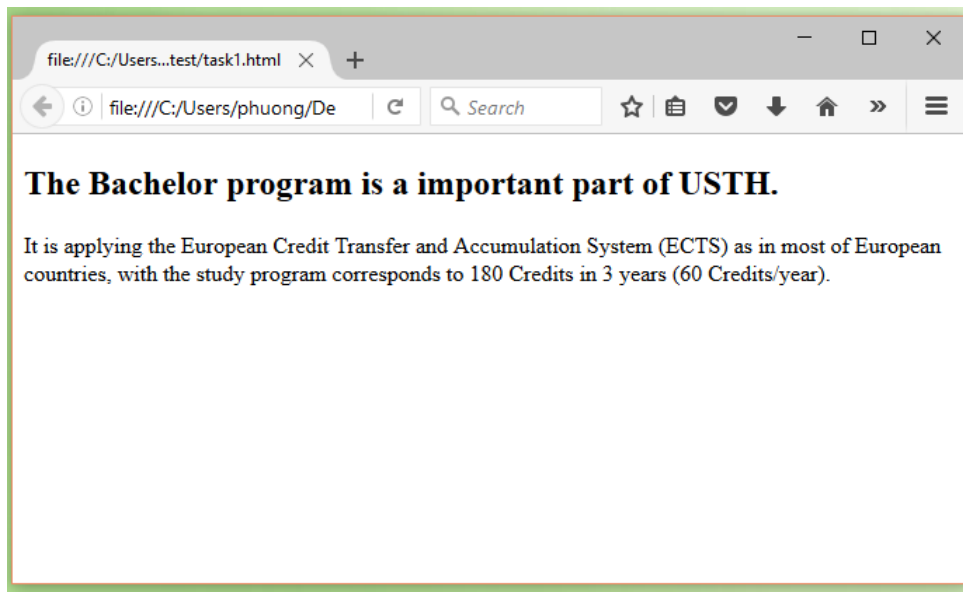 file:///C:/Users...test/task1.html
file:///C:/Users/phuong/De
Search
The Bachelor program is a important part of USTH.
It is applying the European Credit Transfer and Accumulation System (ECTS) as in most of European
countries, with the study program corresponds to 180 Credits in 3 years (60 Credits/year).